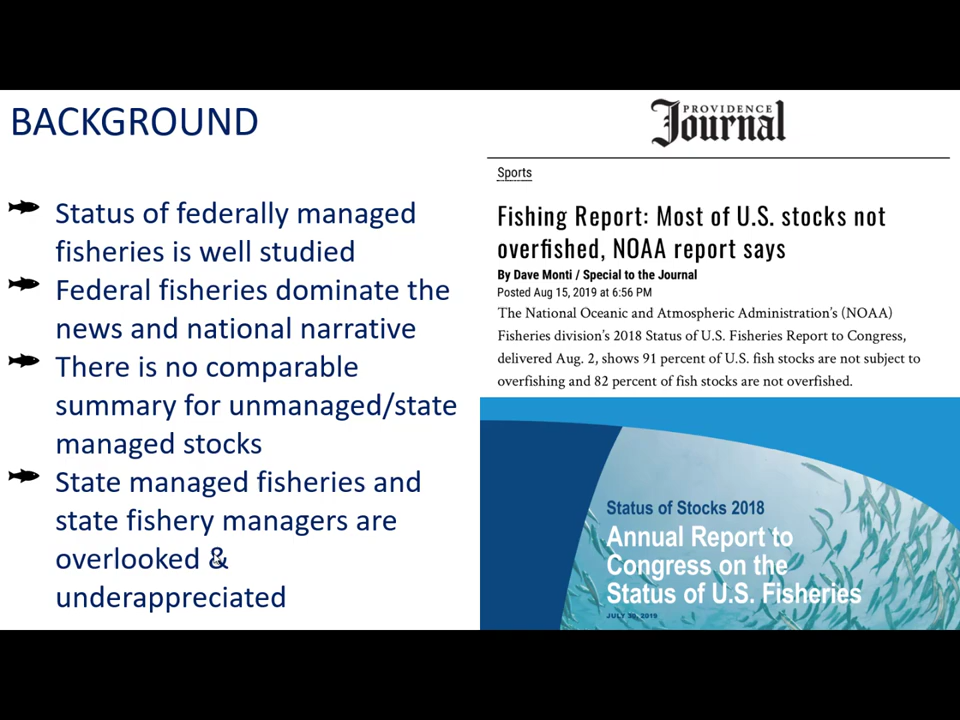 BACKGROUND
Status of federally managed
fisheries is well studied
Federal fisheries dominate the
news and national narrative
There is no comparable
summary for unmanaged/state
managed stocks
State managed fisheries and
state fishery managers are
overlooked &
underappreciated
PROVIDENCE
Journal
Sports
Fishing Report: Most of U.S. stocks not
overfished, NOAA report says
By Dave Monti / Special to the Journal
Posted Aug 15, 2019 at 6:56 PM
The National Oceanic and Atmospheric Administration's (NOAA)
Fisheries division's 2018 Status of U.S. Fisheries Report to Congress,
delivered Aug. 2, shows 91 percent of U.S. fish stocks are not subject to
overfishing and 82 percent of fish stocks are not overfished.
Status of Stocks 2018
Annual Report to
Congress on the
Status of U.S. Fisheries
JULY 30, 2019